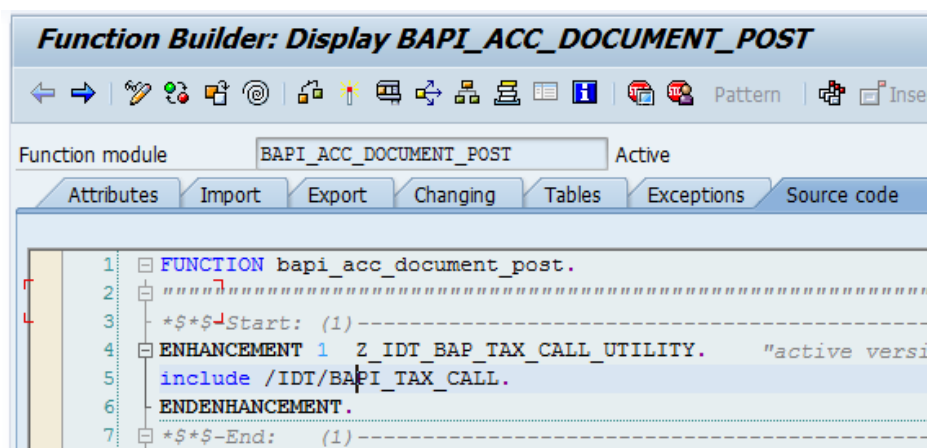 Function Builder: Display BAPI_ACC_DOCUMENT_POST
Pattern
Function module BAPI_ACC_DOCUMENT_POST Active
Attributes Import Export Changing Tables Exceptions Source code
1 FUNCTION bapi_acc_document_post.
2 """"""""""""""""""""""""""""""""""""""""""""""""""""""""""""""""
3 *$*$-Start: (1)-------------------------------------------------
4 ENHANCEMENT 1 Z_IDT_BAP_TAX_CALL_UTILITY. "active versi
5 include /IDT/BAPI_TAX_CALL.
6 ENDENHANCEMENT.
7 *$*$-End: (1)-------------------------------------------------